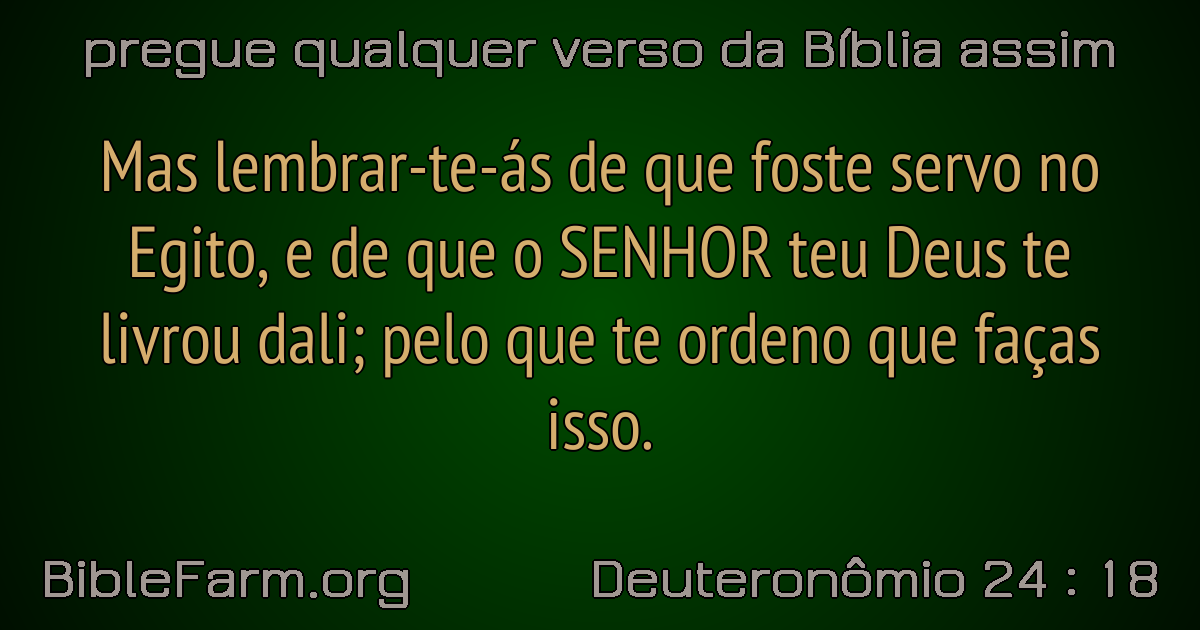 pregue qualquer verso da Bíblia assim
Mas lembrar-te-ás de que foste servo no
Egito, e de que o SENHOR teu Deus te
livrou dali; pelo que te ordeno que faças
isso.
BibleFarm.org
Deuteronômio 24 : 18